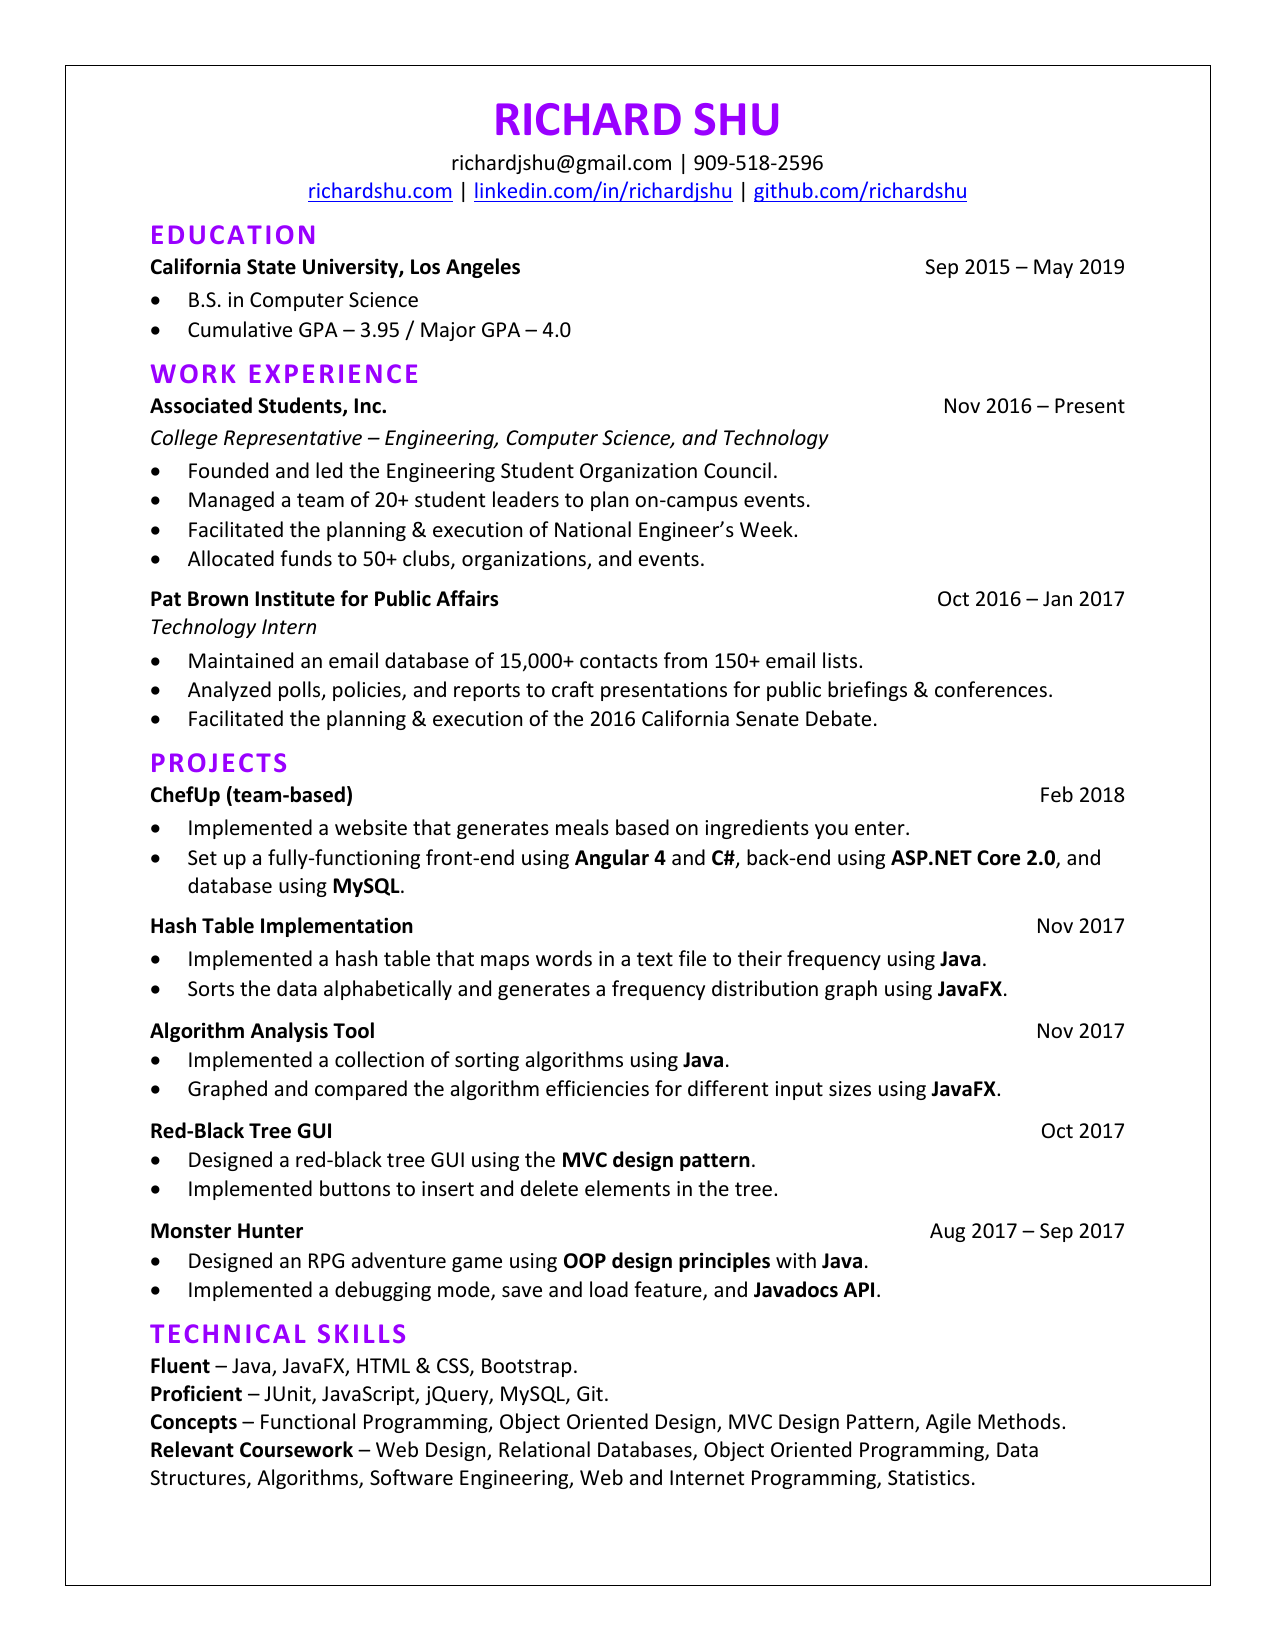 RICHARD SHU
richardjshu@gmail.com | 909-518-2596
richardshu.com | linkedin.com/in/richardjshu | github.com/richardshu
EDUCATION
California State University, Los Angeles Sep 2015 – May 2019
• B.S. in Computer Science
• Cumulative GPA – 3.95 / Major GPA – 4.0
WORK EXPERIENCE
Associated Students, Inc. Nov 2016 – Present
College Representative – Engineering, Computer Science, and Technology
• Founded and led the Engineering Student Organization Council.
• Managed a team of 20+ student leaders to plan on-campus events.
• Facilitated the planning & execution of National Engineer’s Week.
• Allocated funds to 50+ clubs, organizations, and events.
Pat Brown Institute for Public Affairs Oct 2016 – Jan 2017
Technology Intern
• Maintained an email database of 15,000+ contacts from 150+ email lists.
• Analyzed polls, policies, and reports to craft presentations for public briefings & conferences.
• Facilitated the planning & execution of the 2016 California Senate Debate.
PROJECTS
ChefUp (team-based) Feb 2018
• Implemented a website that generates meals based on ingredients you enter.
• Set up a fully-functioning front-end using Angular 4 and C#, back-end using ASP.NET Core 2.0, and
database using MySQL.
Hash Table Implementation Nov 2017
• Implemented a hash table that maps words in a text file to their frequency using Java.
• Sorts the data alphabetically and generates a frequency distribution graph using JavaFX.
Algorithm Analysis Tool Nov 2017
• Implemented a collection of sorting algorithms using Java.
• Graphed and compared the algorithm efficiencies for different input sizes using JavaFX.
Red-Black Tree GUI Oct 2017
• Designed a red-black tree GUI using the MVC design pattern.
• Implemented buttons to insert and delete elements in the tree.
Monster Hunter Aug 2017 – Sep 2017
• Designed an RPG adventure game using OOP design principles with Java.
• Implemented a debugging mode, save and load feature, and Javadocs API.
TECHNICAL SKILLS
Fluent – Java, JavaFX, HTML & CSS, Bootstrap.
Proficient – JUnit, JavaScript, jQuery, MySQL, Git.
Concepts – Functional Programming, Object Oriented Design, MVC Design Pattern, Agile Methods.
Relevant Coursework – Web Design, Relational Databases, Object Oriented Programming, Data
Structures, Algorithms, Software Engineering, Web and Internet Programming, Statistics.